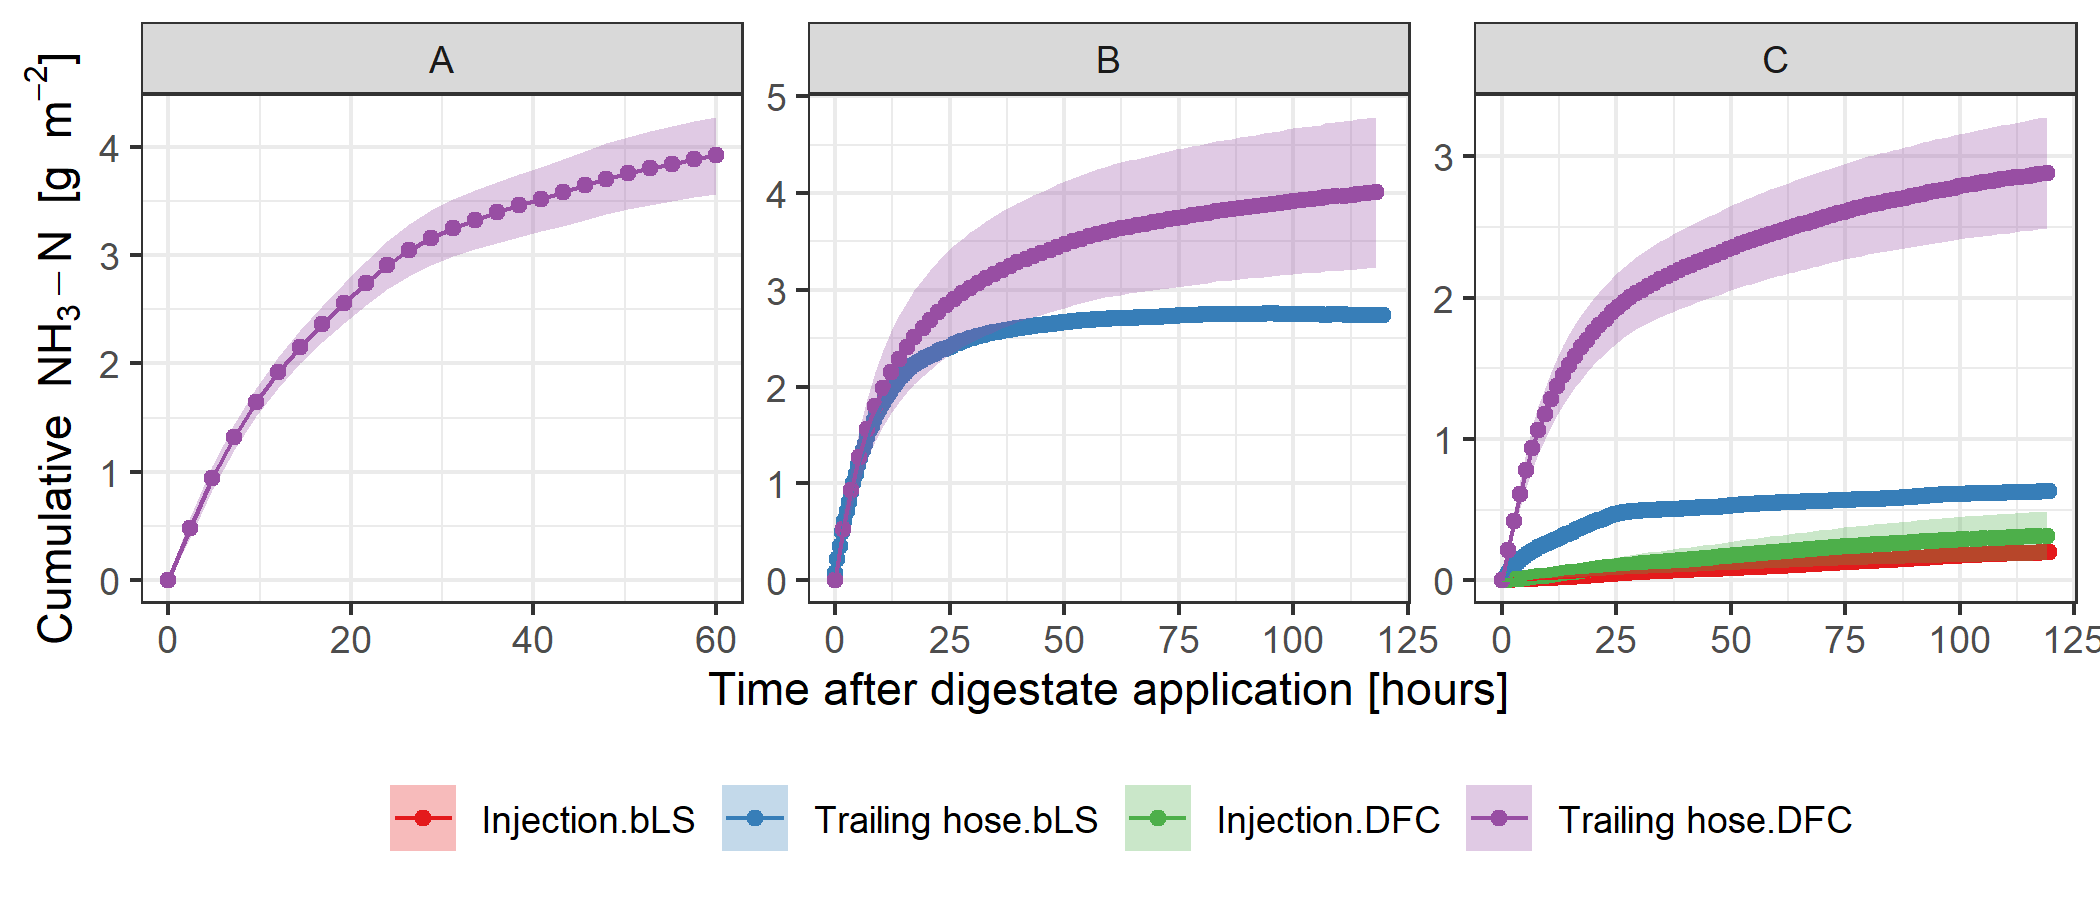 A B C
Cumulative NH₃ − N [g m⁻²]
4
3
2
1
0
0 20 40 60
5
4
3
2
1
0
0 25 50 75 100 125
3
2
1
0
0 25 50 75 100 125
Time after digestate application [hours]
Injection.bLS Trailing hose.bLS Injection.DFC Trailing hose.DFC